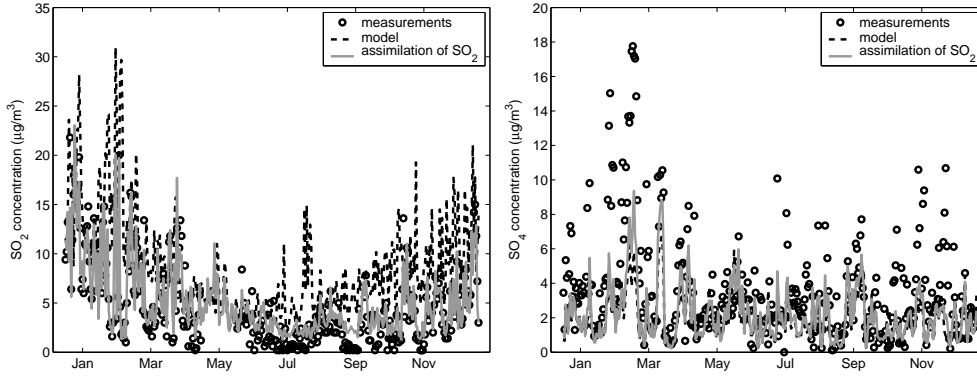 35
30
25
20
15
10
5
0
SO2 concentration (μg/m3)
measurements
model
assimilation of SO2
Jan Mar May Jul Sep Nov
20
18
16
14
12
10
8
6
4
2
0
SO4 concentration (μg/m3)
measurements
model
assimilation of SO2
Jan Mar May Jul Sep Nov